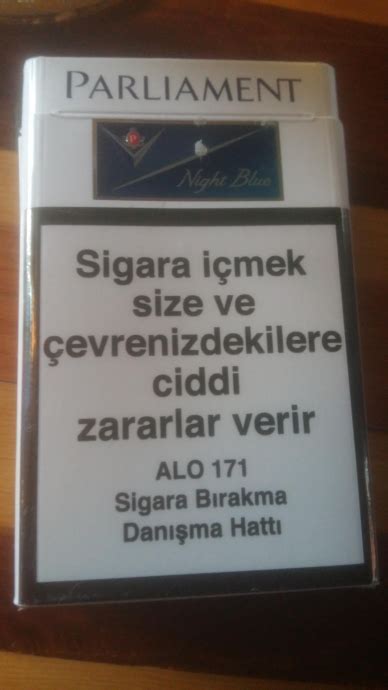 PARLIAMENT
Night Blue
Sigara içmek
size ve
çevrenizdekilere
ciddi
zararlar verir
ALO 171
Sigara Bırakma
Danışma Hattı